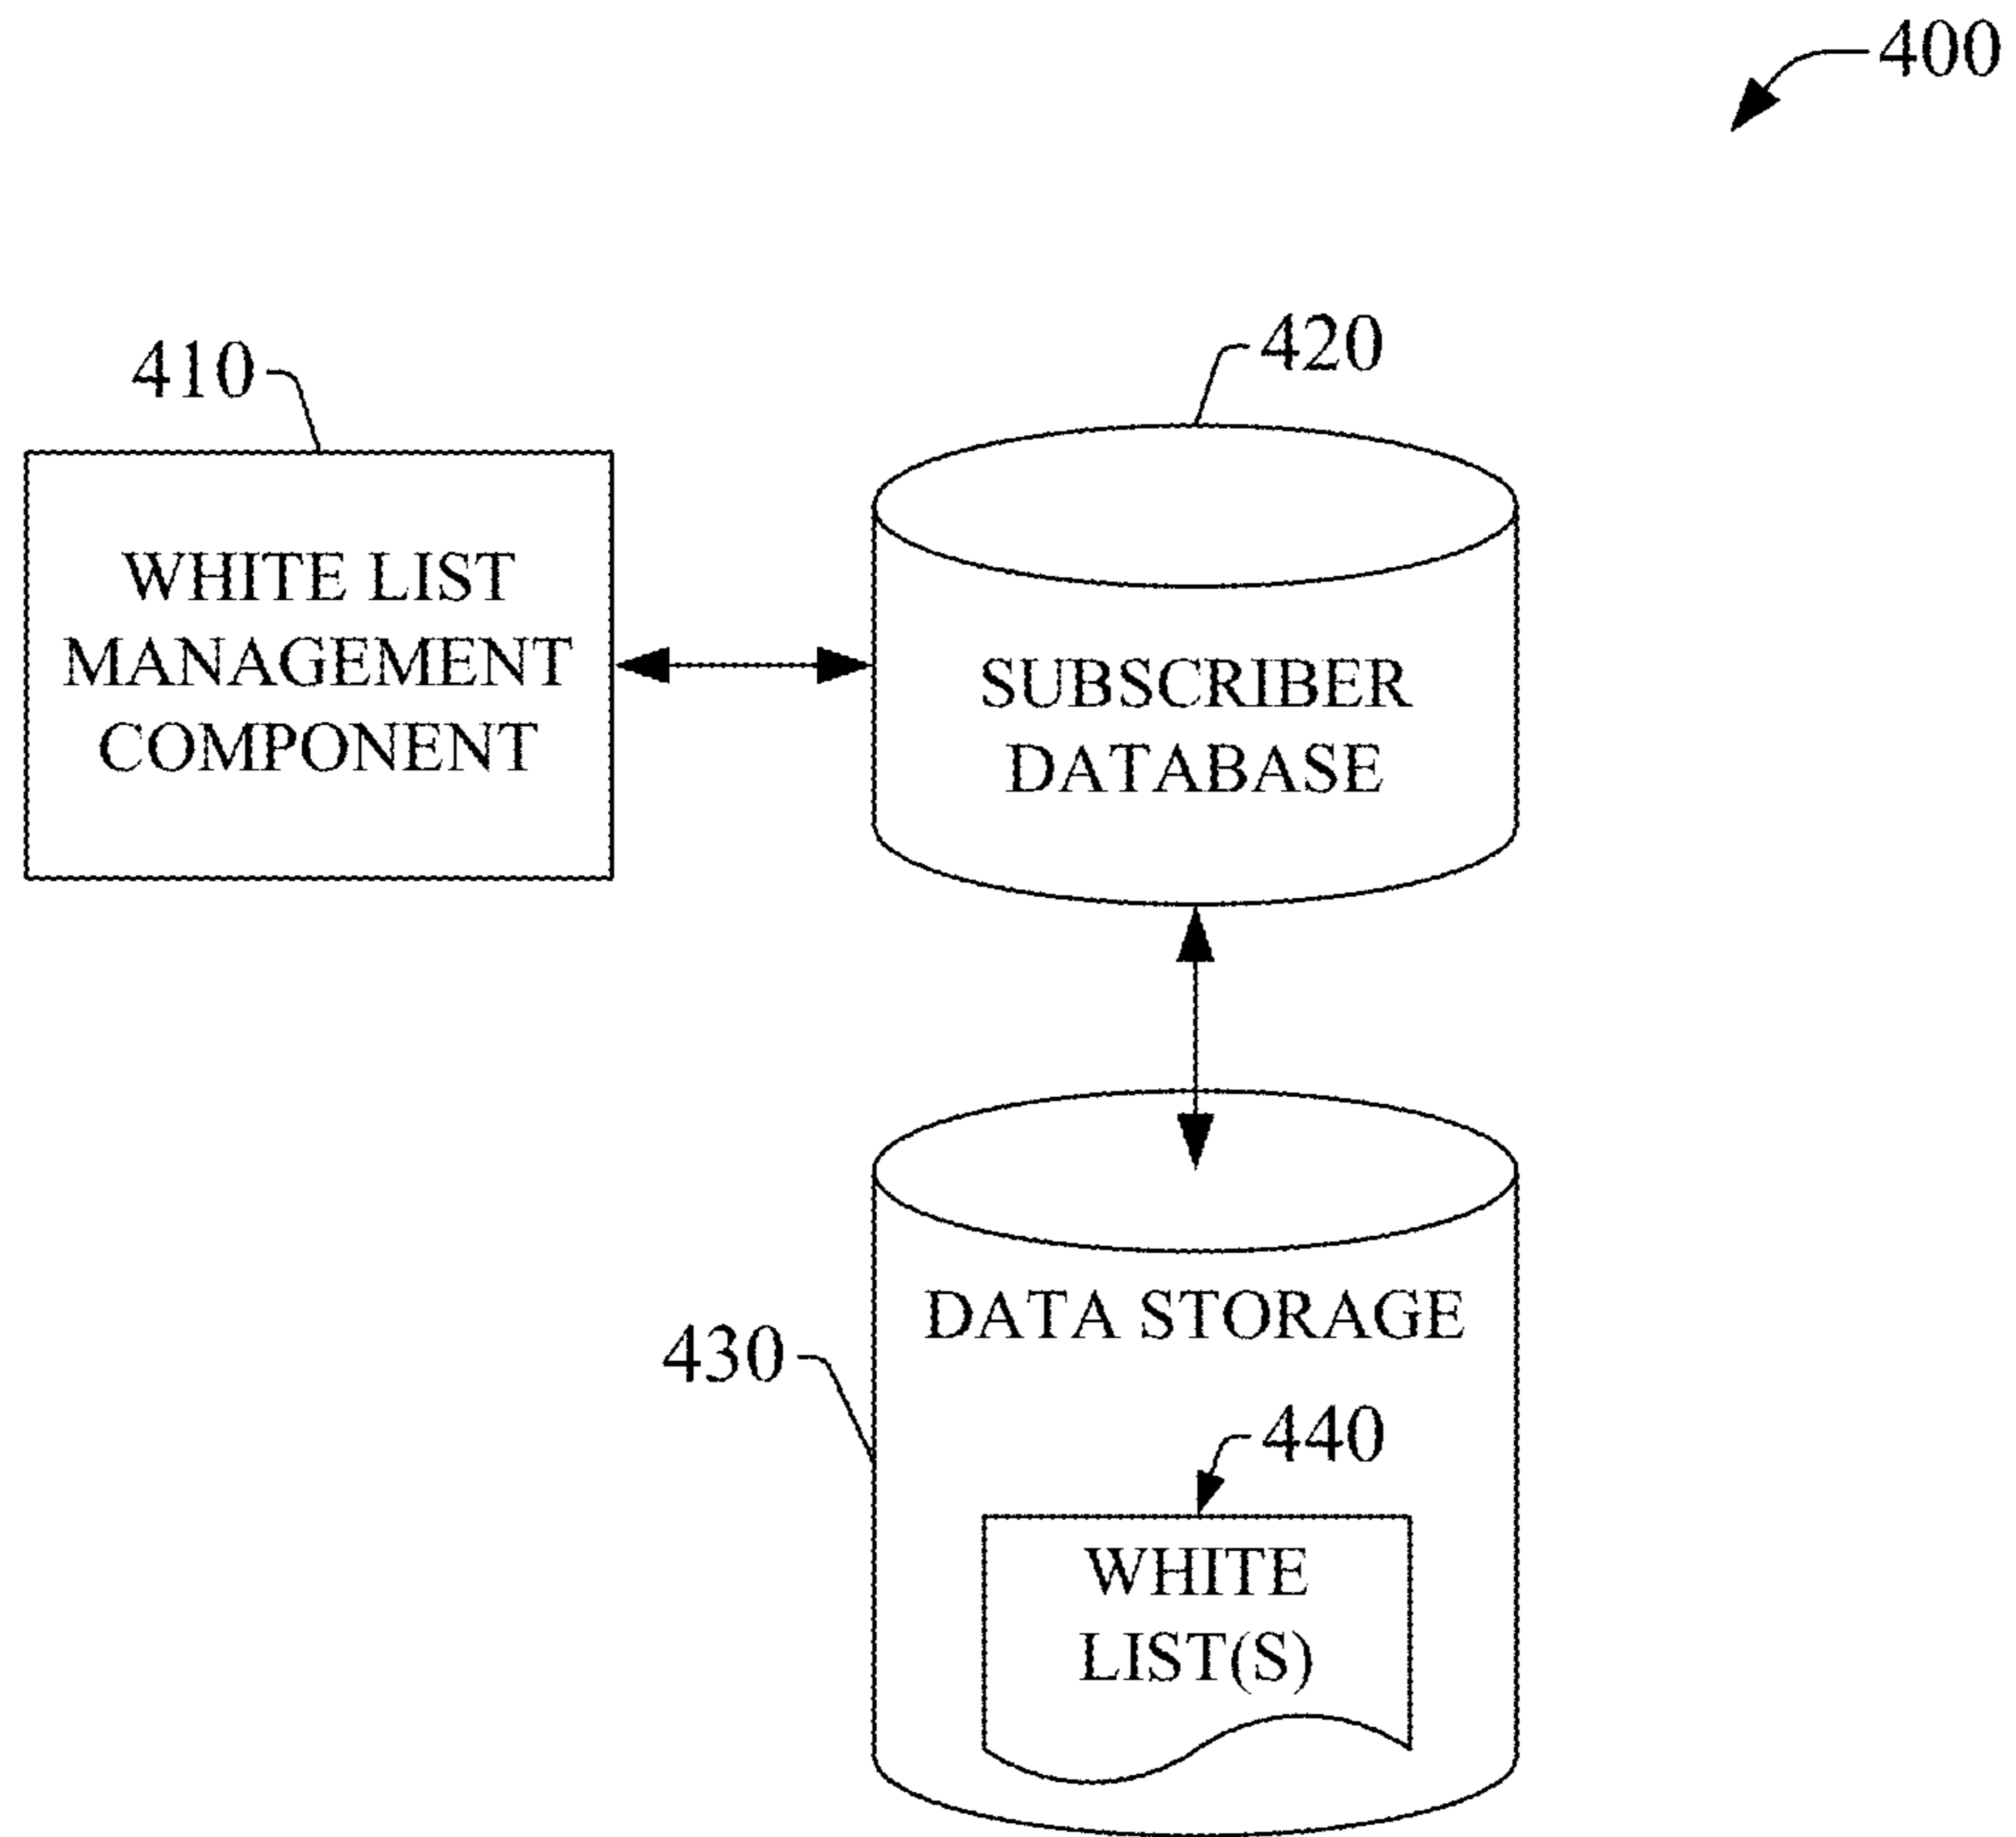 400
410
420
WHITE LIST
MANAGEMENT
COMPONENT
SUBSCRIBER
DATABASE
DATA STORAGE
430
440
WHITE
LIST(S)